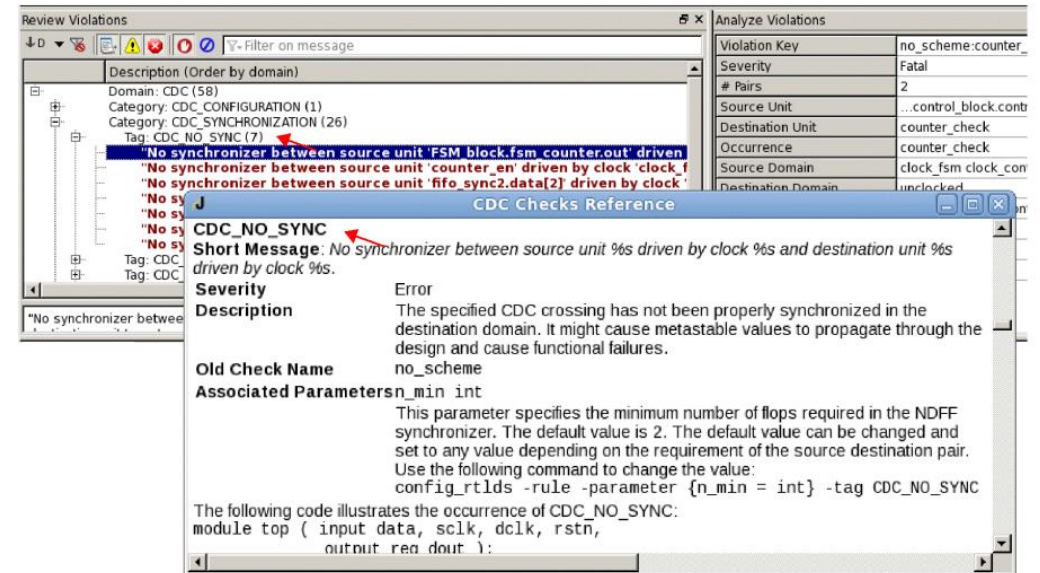 Review Violations
Analyze Violations
Filter on message
Description (Order by domain)
Domain: CDC (58)
Category: CDC_CONFIGURATION (1)
Category: CDC_SYNCHRONIZATION (26)
Tag: CDC_NO_SYNC (7)
"No synchronizer between source unit 'FSM_block.fsm_counter.out' driven
"No synchronizer between source unit 'counter_en' driven by clock 'clock_f
"No synchronizer between source unit 'fifo_sync2.data[2]' driven by clock '
"No sy
"No sy
"No sy
"No sy
Tag: CDC_
Tag: CDC_
"No synchronizer betwee
Violation Key no_scheme:counter_
Severity Fatal
# Pairs 2
Source Unit ...control_block.contr
Destination Unit counter_check
Occurrence counter_check
Source Domain clock_fsm clock_con
Destination Domain unclocked
CDC Checks Reference
CDC_NO_SYNC
Short Message: No synchronizer between source unit %s driven by clock %s and destination unit %s
driven by clock %s.
Severity Error
Description The specified CDC crossing has not been properly synchronized in the
destination domain. It might cause metastable values to propagate through the
design and cause functional failures.
Old Check Name no_scheme
Associated Parameters n_min int
This parameter specifies the minimum number of flops required in the NDFF
synchronizer. The default value is 2. The default value can be changed and
set to any value depending on the requirement of the source destination pair.
Use the following command to change the value:
config_rtlds -rule -parameter {n_min = int} -tag CDC_NO_SYNC
The following code illustrates the occurrence of CDC_NO_SYNC:
module top ( input data, sclk, dclk, rstn,
output reg dout );